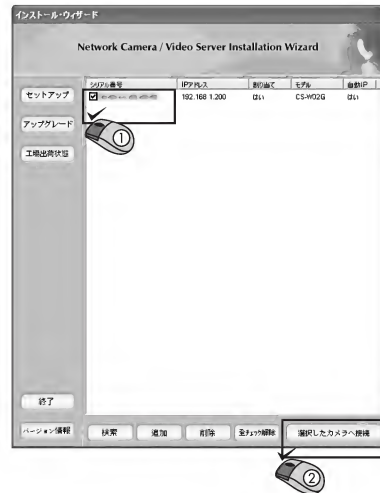 インストール・ウィザード
Network Camera / Video Server Installation Wizard
セットアップ
アップグレード
工場出荷状態
シリアル番号 IPアドレス 割り当て モデル 自動IP
192.168.1.200 はい CS-W02G はい
①
終了
バージョン情報 検索 追加 削除 全チェック解除 選択したカメラへ接続
②